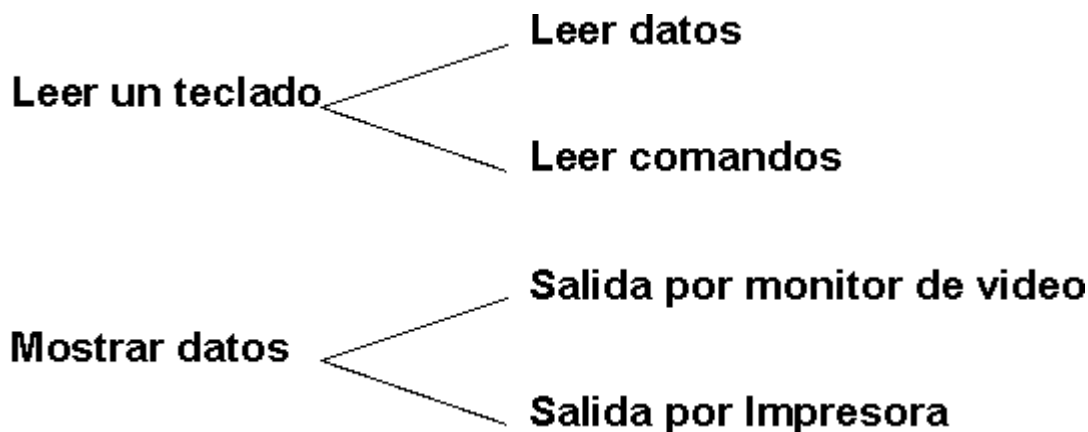 Leer datos
Leer un teclado
Leer comandos
Salida por monitor de video
Mostrar datos
Salida por Impresora